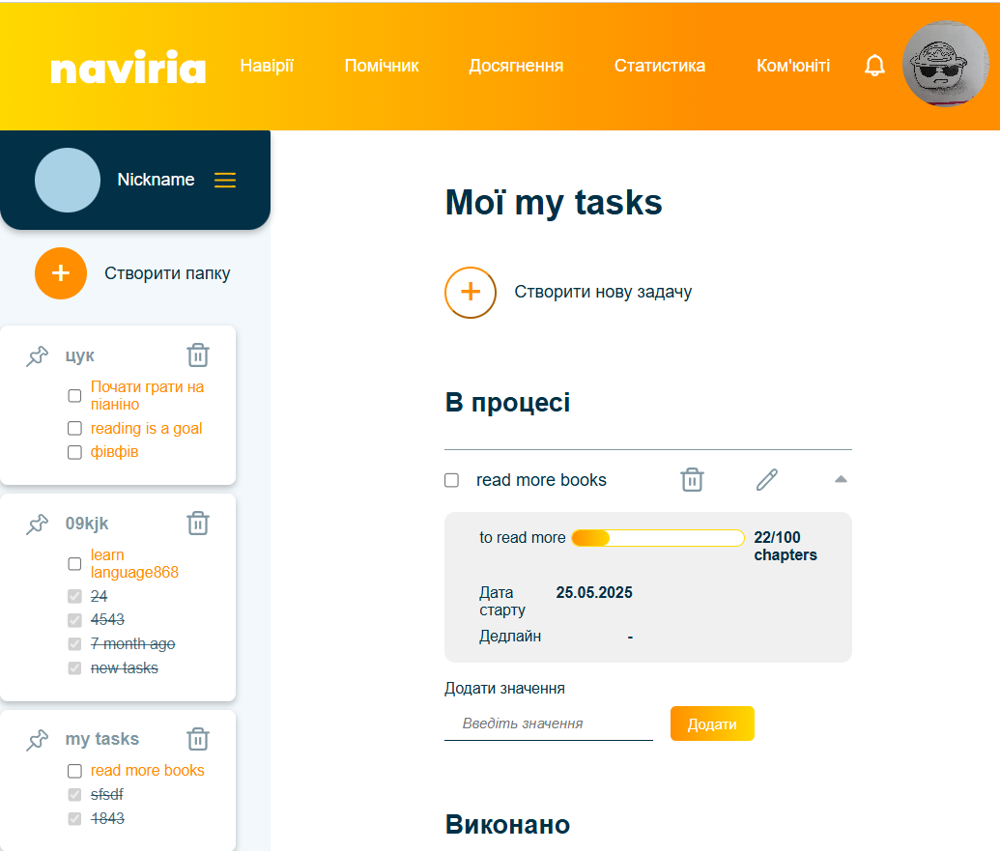 naviria
Навірії
Помічник
Досягнення
Статистика
Ком'юніті
Nickname
Створити папку
цук
Почати грати на
піаніно
reading is a goal
фівфів
09kjk
learn
language868
24
4543
7 month ago
new tasks
my tasks
read more books
sfsdf
1843
Мої my tasks
Створити нову задачу
В процесі
read more books
to read more
22/100
chapters
Дата
старту
25.05.2025
Дедлайн
-
Додати значення
Введіть значення
Додати
Виконано